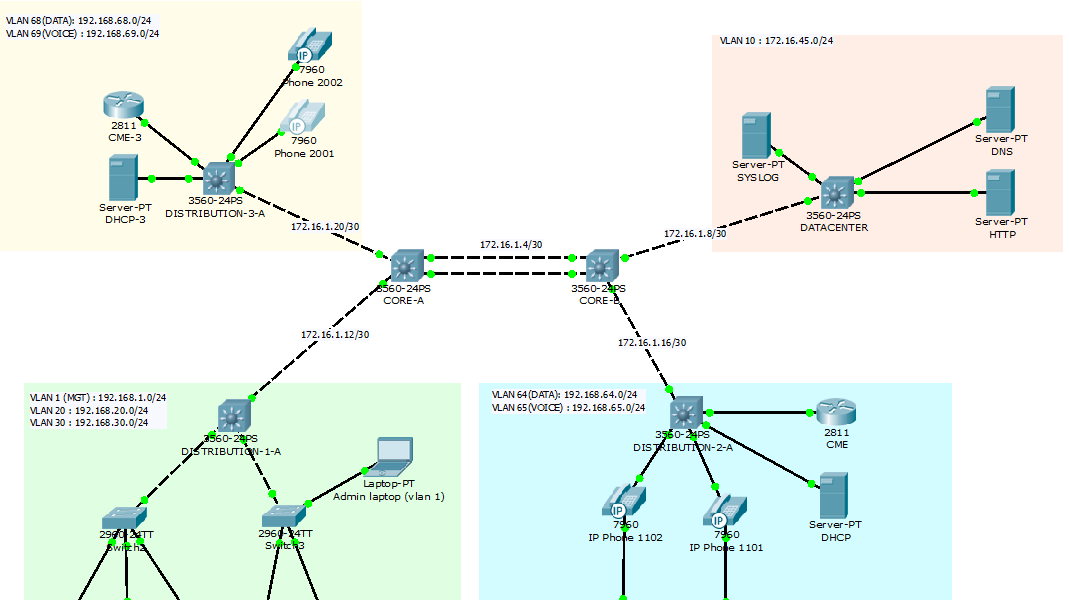 VLAN 68(DATA): 192.168.68.0/24
VLAN 69(VOICE) : 192.168.69.0/24
IP
7960
Phone 2002
2811
CME-3
IP
7960
Phone 2001
Server-PT
DHCP-3
3560-24PS
DISTRIBUTION-3-A
172.16.1.20/30
VLAN 10 : 172.16.45.0/24
Server-PT
SYSLOG
Server-PT
DNS
3560-24PS
DATACENTER
Server-PT
HTTP
172.16.1.8/30
172.16.1.4/30
3560-24PS
CORE-A
3560-24PS
CORE-B
172.16.1.12/30
172.16.1.16/30
VLAN 1 (MGT) : 192.168.1.0/24
VLAN 20 : 192.168.20.0/24
VLAN 30 : 192.168.30.0/24
3560-24PS
DISTRIBUTION-1-A
Laptop-PT
Admin laptop (vlan 1)
2960-24TT
Switch2
2960-24TT
Switch3
VLAN 64(DATA): 192.168.64.0/24
VLAN 65(VOICE) : 192.168.65.0/24
3560-24PS
DISTRIBUTION-2-A
2811
CME
IP
7960
IP Phone 1102
IP
7960
IP Phone 1101
Server-PT
DHCP